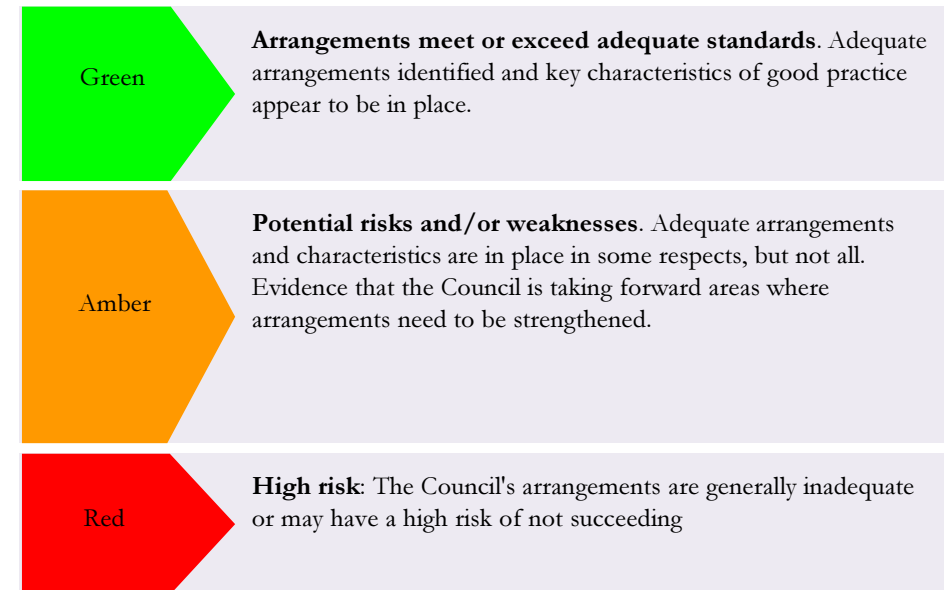 Green
Arrangements meet or exceed adequate standards. Adequate
arrangements identified and key characteristics of good practice
appear to be in place.
Amber
Potential risks and/or weaknesses. Adequate arrangements
and characteristics are in place in some respects, but not all.
Evidence that the Council is taking forward areas where
arrangements need to be strengthened.
Red
High risk: The Council's arrangements are generally inadequate
or may have a high risk of not succeeding